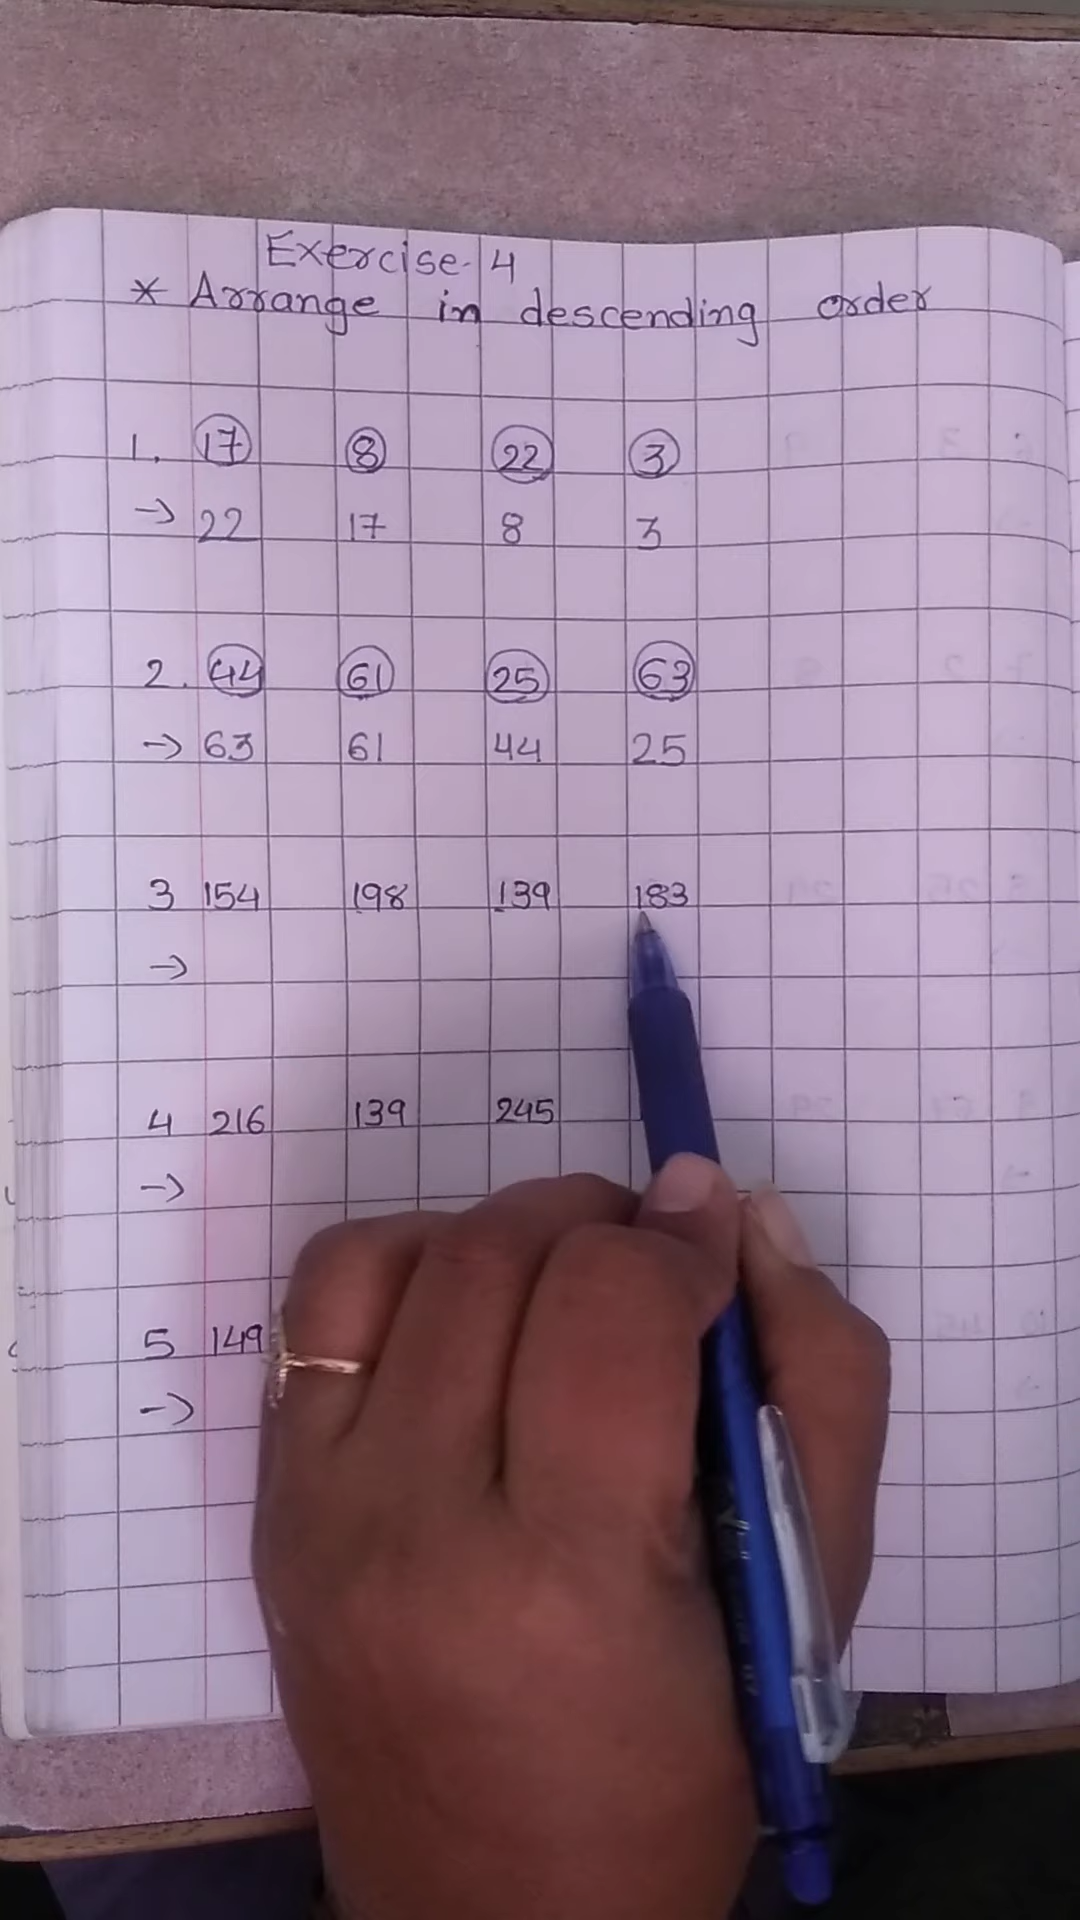 Exercise-4
* Arrange in descending order
1. 17 8 22 3
→ 22 17 8 3
2. 44 61 25 63
→ 63 61 44 25
3 154 198 139 183
→
4 216 139 245
→
5 149
→